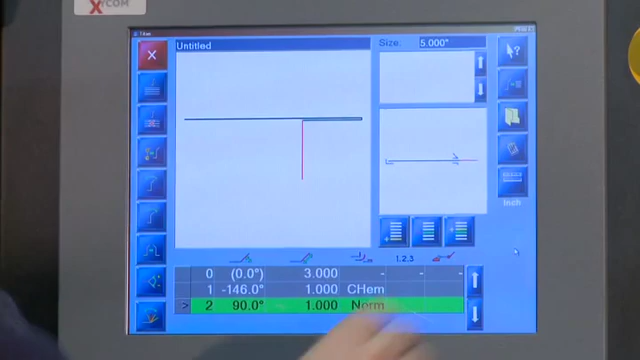 XYCOM
Untitled
Size: 5.000"
Inch
1.2.3
0 (0.0°) 3.000 - - -
1 -146.0° 1.000 CHem
> 2 90.0° 1.000 Norm